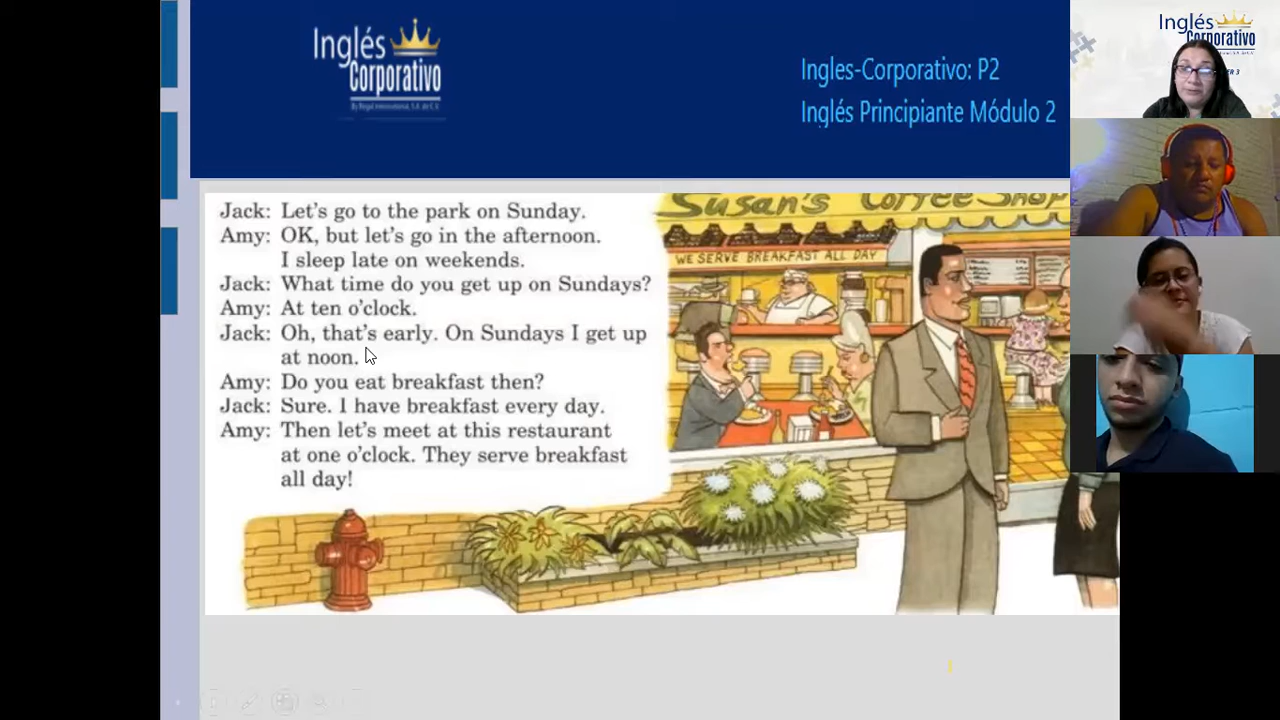 Inglés
Corporativo
Ingles-Corporativo: P2
Inglés Principiante Módulo 2
Inglés
Corporativo
Jack: Let's go to the park on Sunday.
Amy: OK, but let's go in the afternoon.
I sleep late on weekends.
Jack: What time do you get up on Sundays?
Amy: At ten o'clock.
Jack: Oh, that's early. On Sundays I get up
at noon.
Amy: Do you eat breakfast then?
Jack: Sure. I have breakfast every day.
Amy: Then let's meet at this restaurant
at one o'clock. They serve breakfast
all day!
Susan's Coffee Shop
WE SERVE BREAKFAST ALL DAY